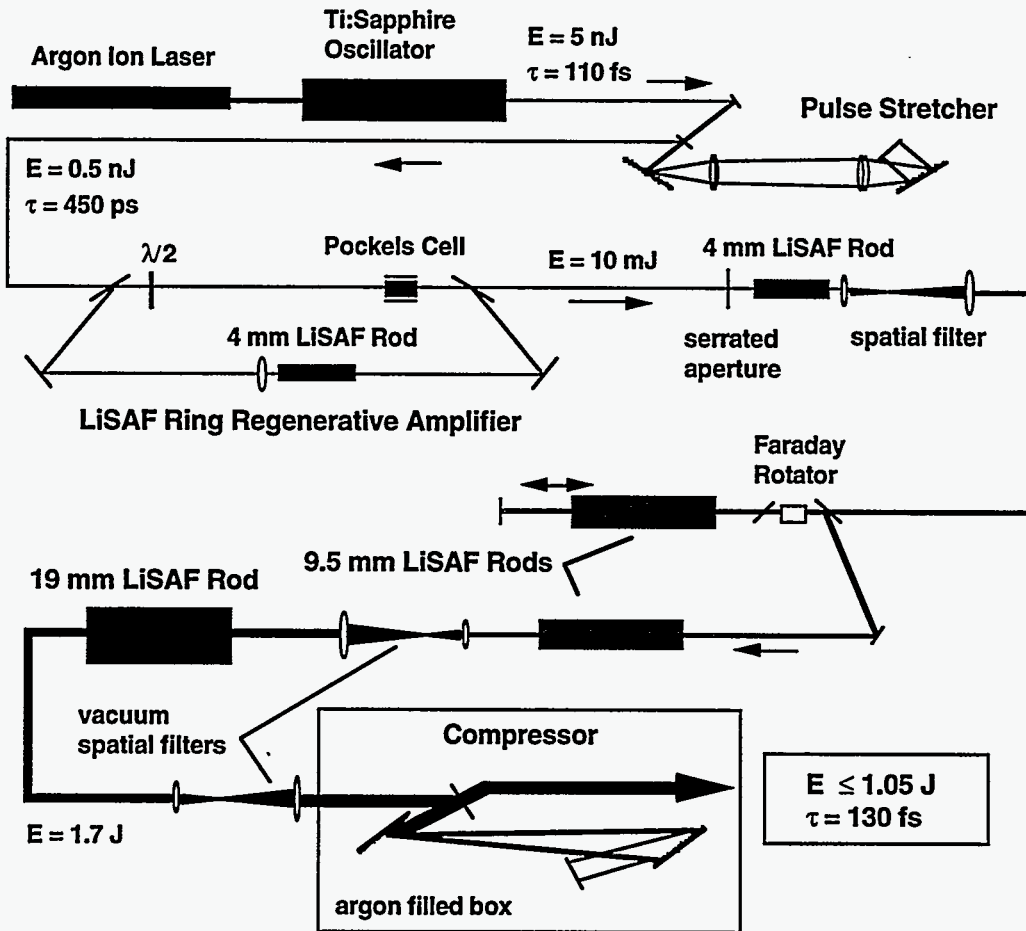 Ti:Sapphire
Oscillator
Argon Ion Laser
E = 5 nJ
τ = 110 fs
Pulse Stretcher
E = 0.5 nJ
τ = 450 ps
λ/2
Pockels Cell
E = 10 mJ
4 mm LiSAF Rod
4 mm LiSAF Rod
serrated
aperture
spatial filter
LiSAF Ring Regenerative Amplifier
Faraday
Rotator
9.5 mm LiSAF Rods
19 mm LiSAF Rod
vacuum
spatial filters
Compressor
E ≤ 1.05 J
τ = 130 fs
E = 1.7 J
argon filled box